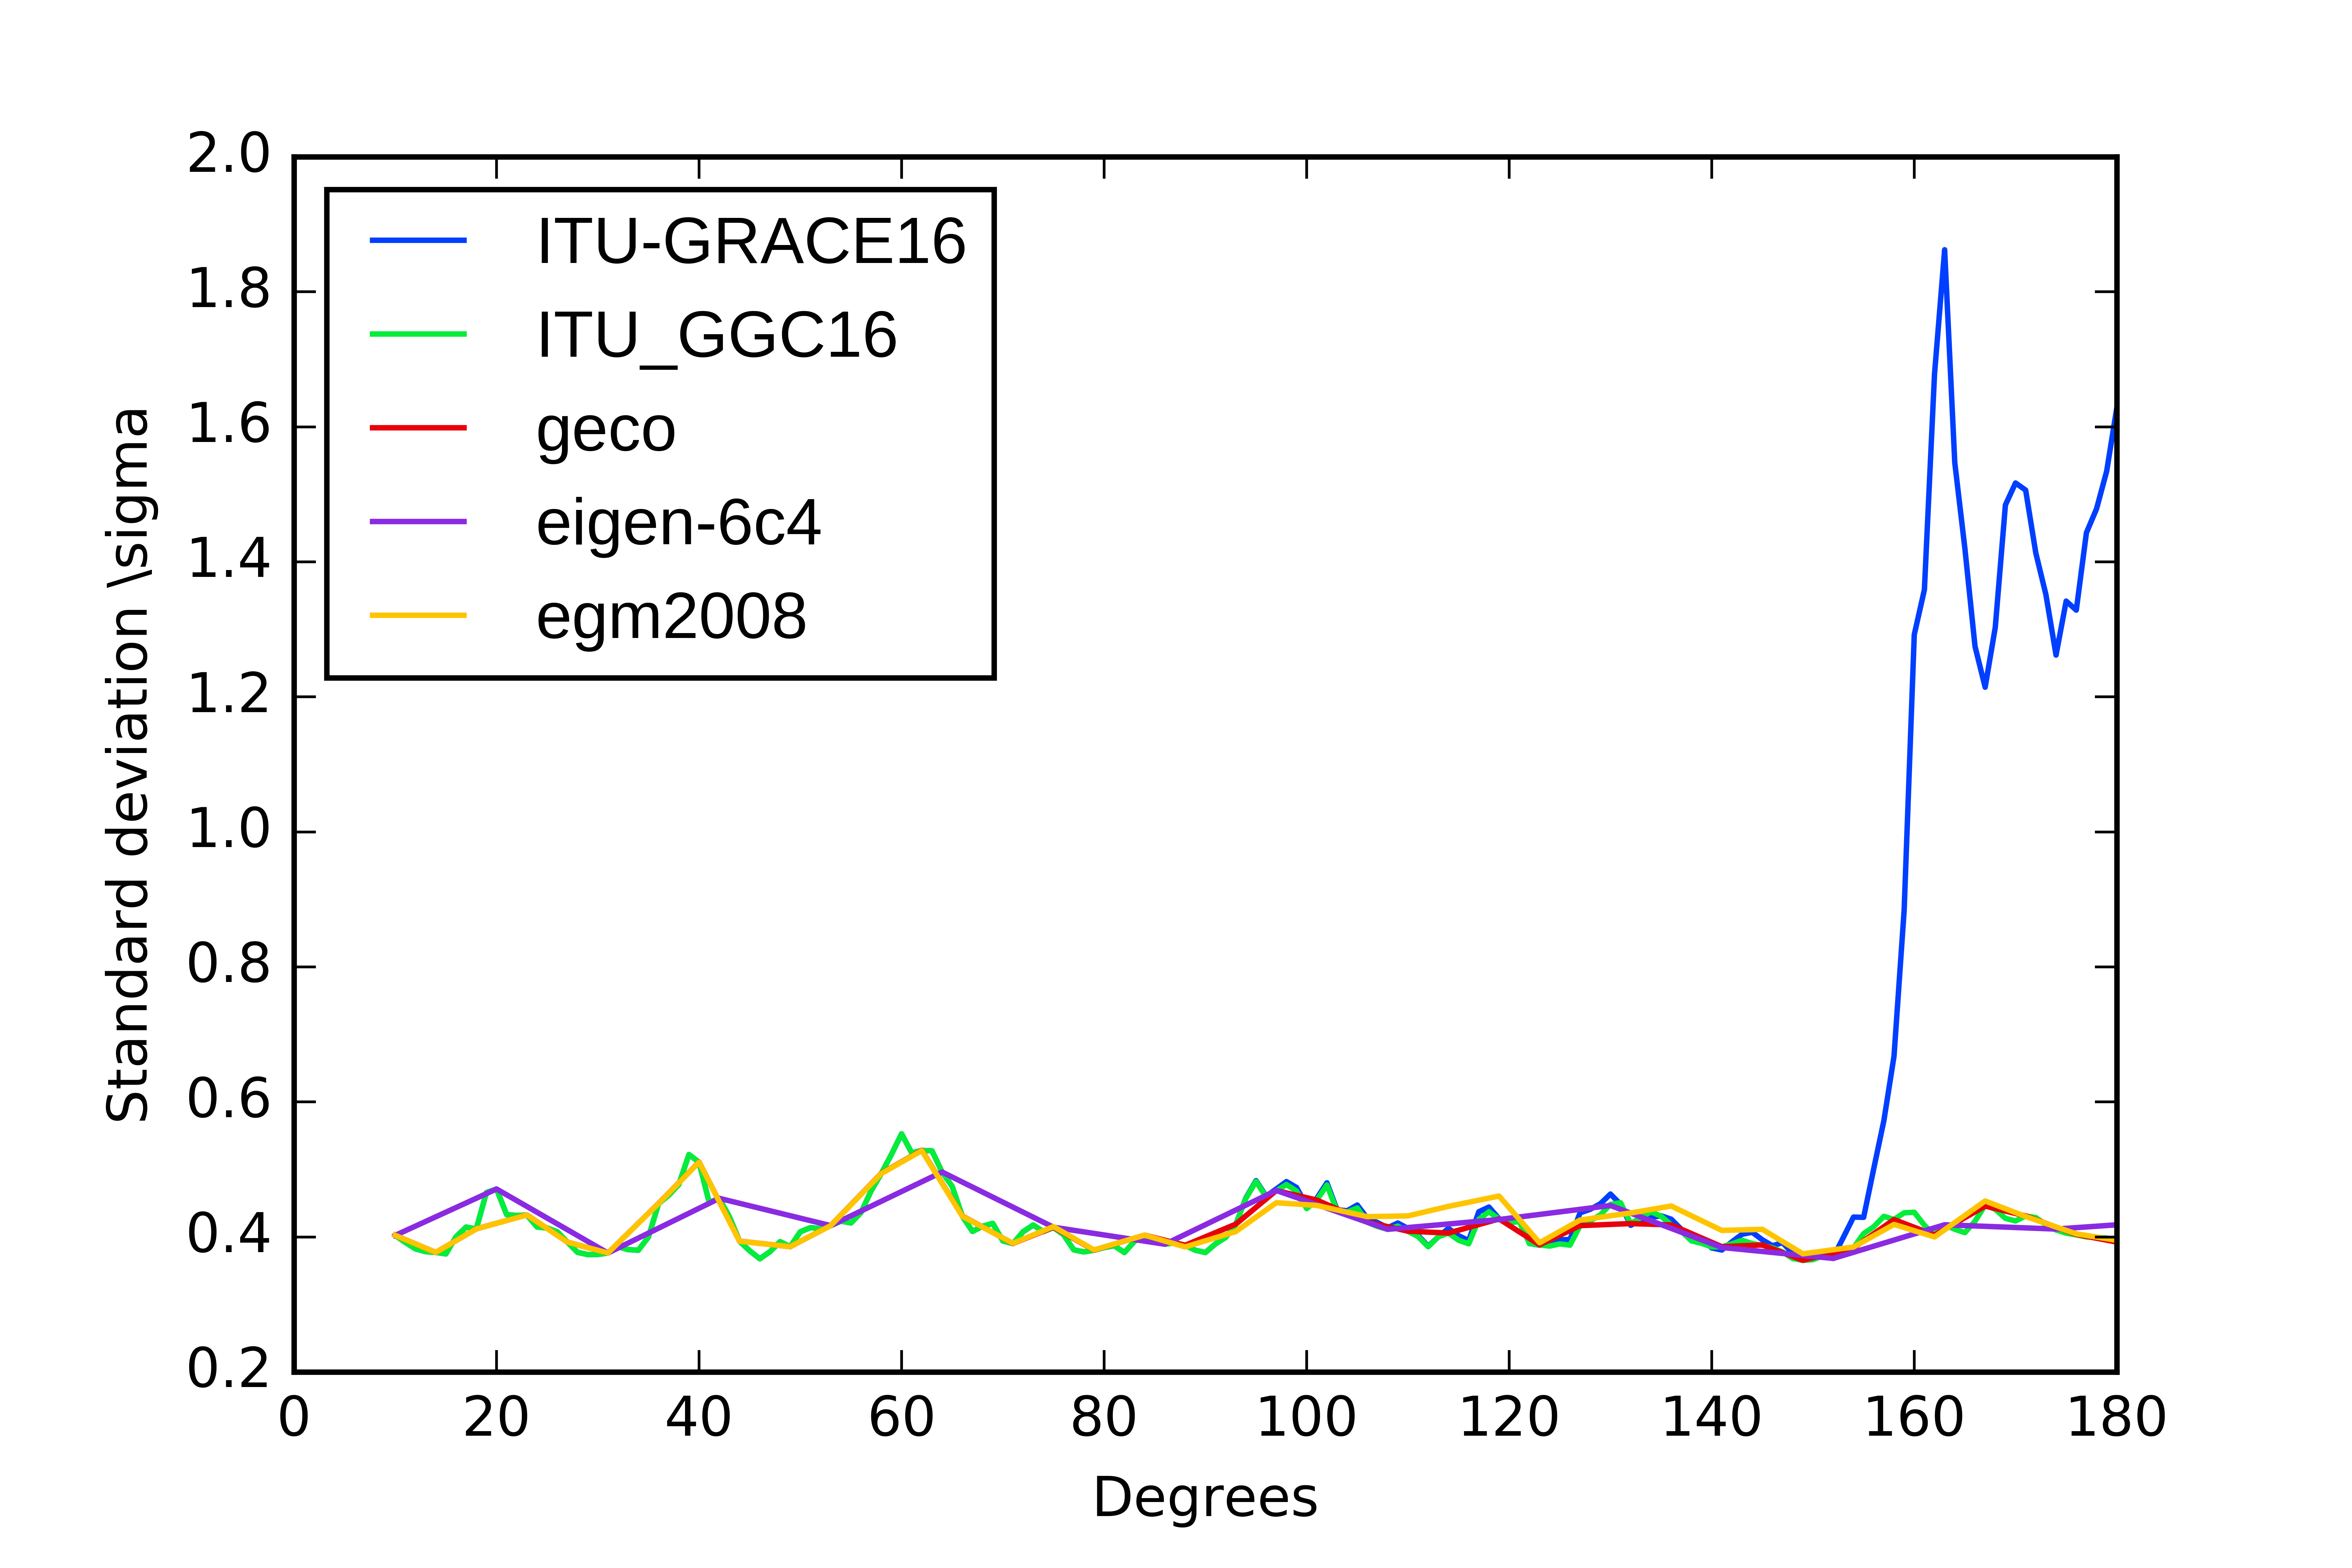 2.0
1.8
1.6
1.4
1.2
1.0
0.8
0.6
0.4
0.2
Standard deviation \sigma
ITU-GRACE16
ITU_GGC16
geco
eigen-6c4
egm2008
0 20 40 60 80 100 120 140 160 180
Degrees